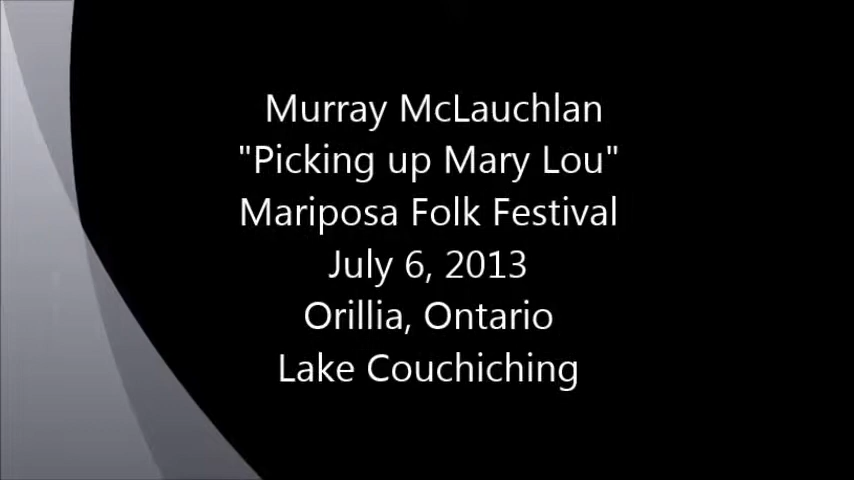 Murray McLauchlan
"Picking up Mary Lou"
Mariposa Folk Festival
July 6, 2013
Orillia, Ontario
Lake Couchiching